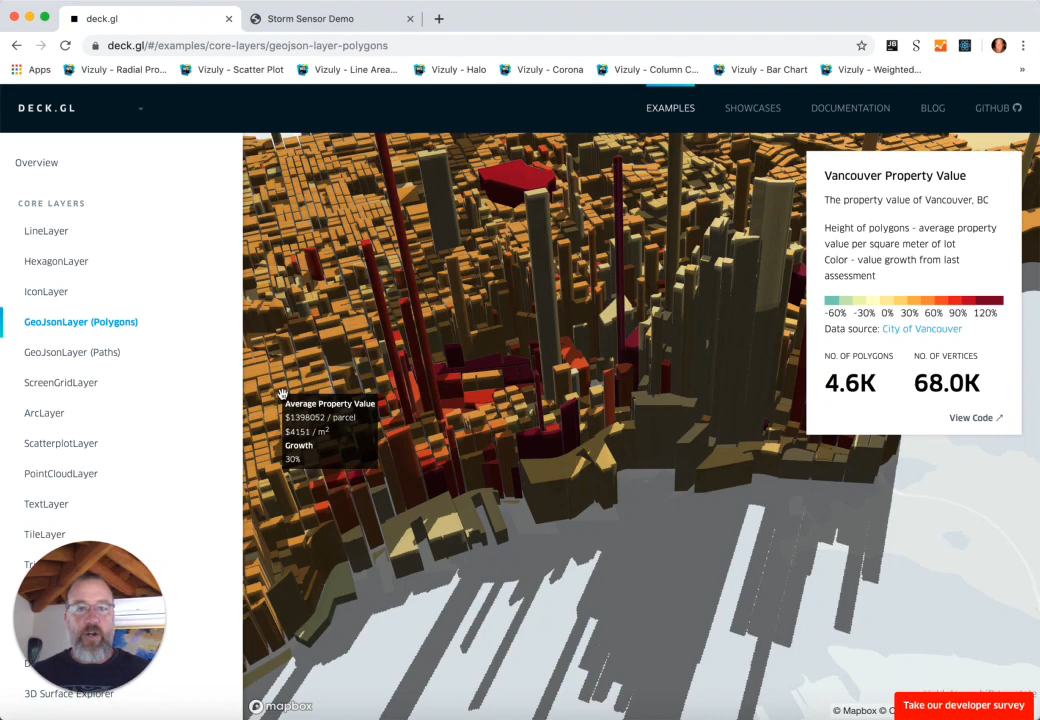 deck.gl
Storm Sensor Demo
deck.gl/#/examples/core-layers/geojson-layer-polygons
JB
S
Apps
Vizuly - Radial Pro...
Vizuly - Scatter Plot
Vizuly - Line Area...
Vizuly - Halo
Vizuly - Corona
Vizuly - Column C...
Vizuly - Bar Chart
Vizuly - Weighted...
»
DECK.GL
EXAMPLES
SHOWCASES
DOCUMENTATION
BLOG
GITHUB
Overview
CORE LAYERS
LineLayer
HexagonLayer
IconLayer
GeoJsonLayer (Polygons)
GeoJsonLayer (Paths)
ScreenGridLayer
ArcLayer
ScatterplotLayer
PointCloudLayer
TextLayer
TileLayer
3D Surface Explorer
Average Property Value
$1398052 / parcel
$4151 / m²
Growth
30%
Vancouver Property Value
The property value of Vancouver, BC
Height of polygons - average property
value per square meter of lot
Color - value growth from last
assessment
-60% -30% 0% 30% 60% 90% 120%
Data source: City of Vancouver
NO. OF POLYGONS
NO. OF VERTICES
4.6K
68.0K
View Code
mapbox
© Mapbox ©
Take our developer survey